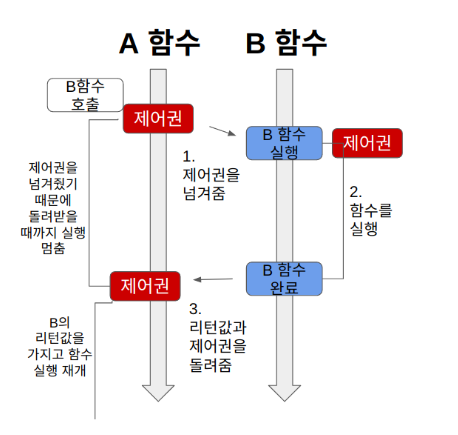 A 함수
B 함수
B함수
호출
제어권
1.
제어권을
넘겨줌
B 함수
실행
제어권
제어권을
넘겨줬기
때문에
돌려받을
때까지 실행
멈춤
2.
함수를
실행
제어권
B 함수
완료
3.
리턴값과
제어권을
돌려줌
B의
리턴값을
가지고 함수
실행 재개